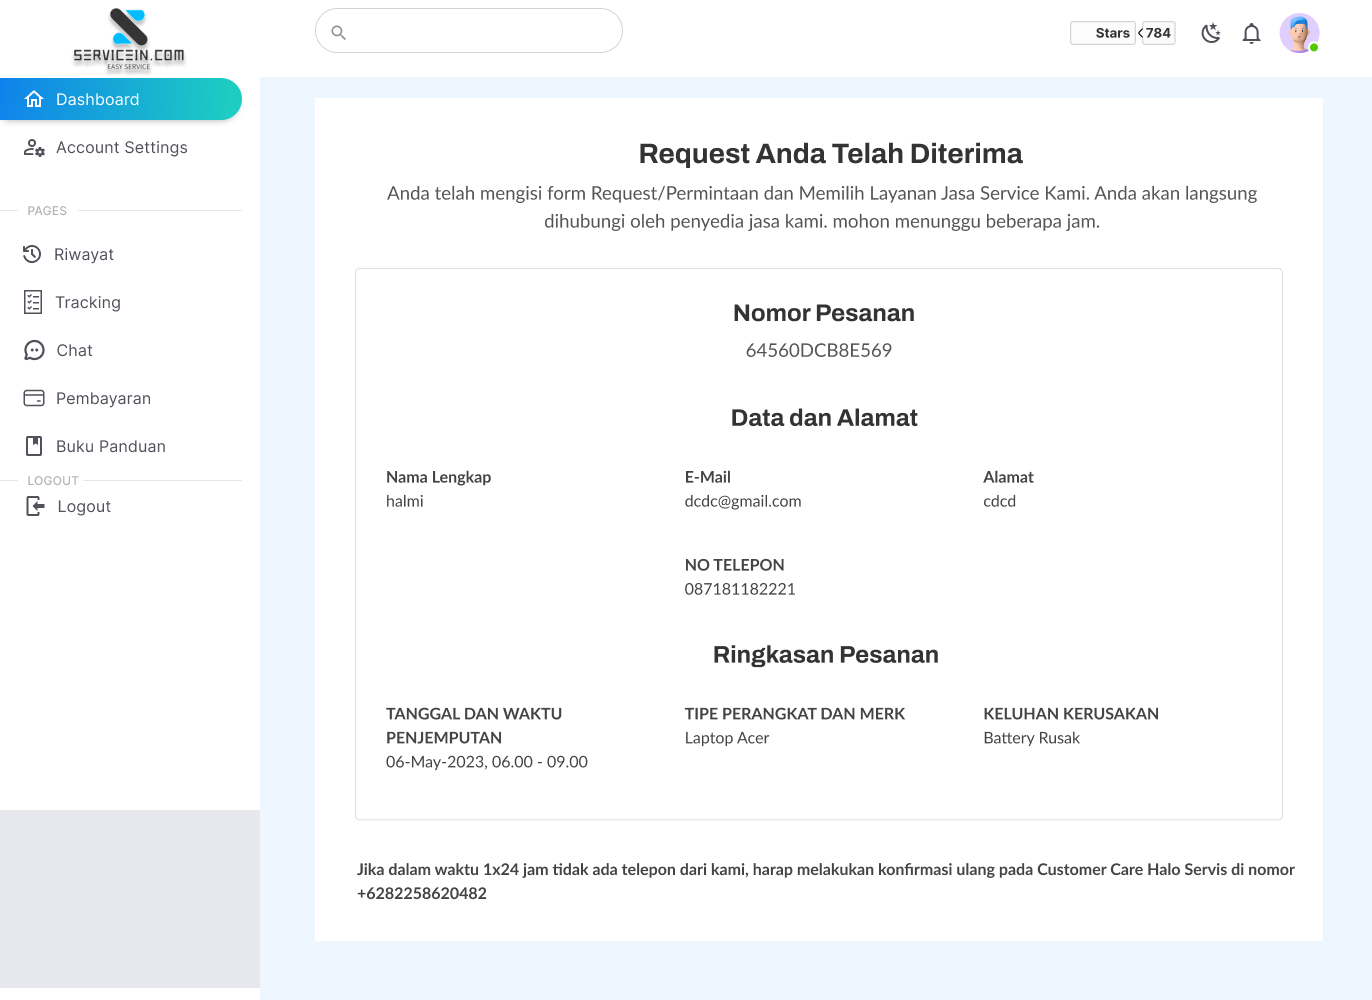 SERVICEIN.COM
EASY SERVICE
Stars
784
Dashboard
Account Settings
PAGES
Riwayat
Tracking
Chat
Pembayaran
Buku Panduan
LOGOUT
Logout
Request Anda Telah Diterima
Anda telah mengisi form Request/Permintaan dan Memilih Layanan Jasa Service Kami. Anda akan langsung
dihubungi oleh penyedia jasa kami. mohon menunggu beberapa jam.
Nomor Pesanan
64560DCB8E569
Data dan Alamat
Nama Lengkap
halmi
E-Mail
dcdc@gmail.com
Alamat
cdcd
NO TELEPON
087181182221
Ringkasan Pesanan
TANGGAL DAN WAKTU
PENJEMPUTAN
06-May-2023, 06.00 - 09.00
TIPE PERANGKAT DAN MERK
Laptop Acer
KELUHAN KERUSAKAN
Battery Rusak
Jika dalam waktu 1x24 jam tidak ada telepon dari kami, harap melakukan konfirmasi ulang pada Customer Care Halo Servis di nomor
+6282258620482